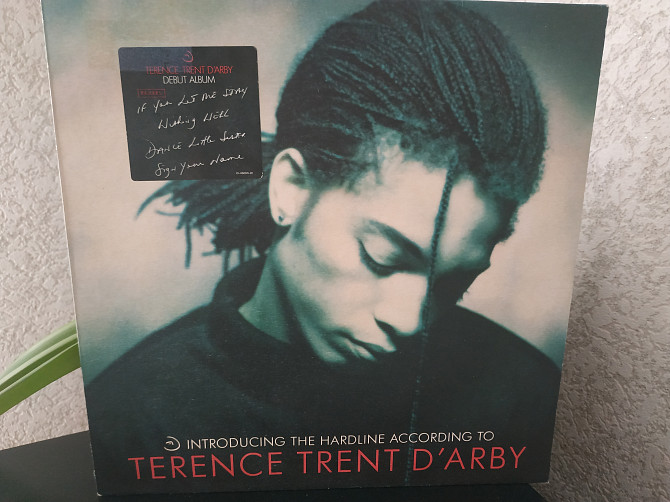 TERENCE TRENT D'ARBY
DEBUT ALBUM
IF You LET ME STAY
Wishing WELL
DANCE Little Sister
Sign Your Name
INTRODUCING THE HARDLINE ACCORDING TO
TERENCE TRENT D'ARBY